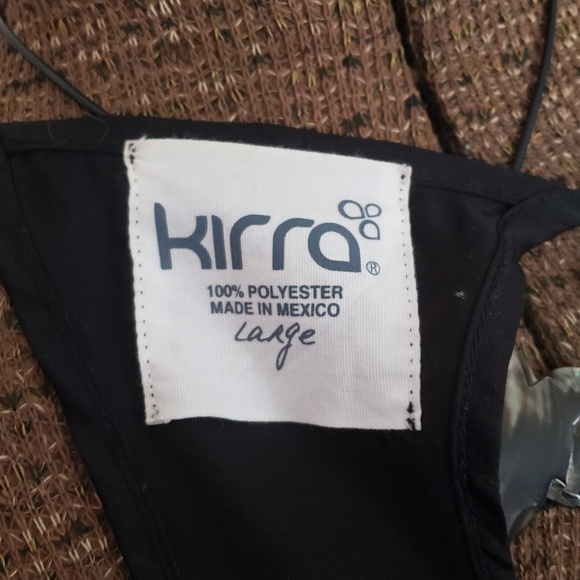 kirra®
100% POLYESTER
MADE IN MEXICO
Large